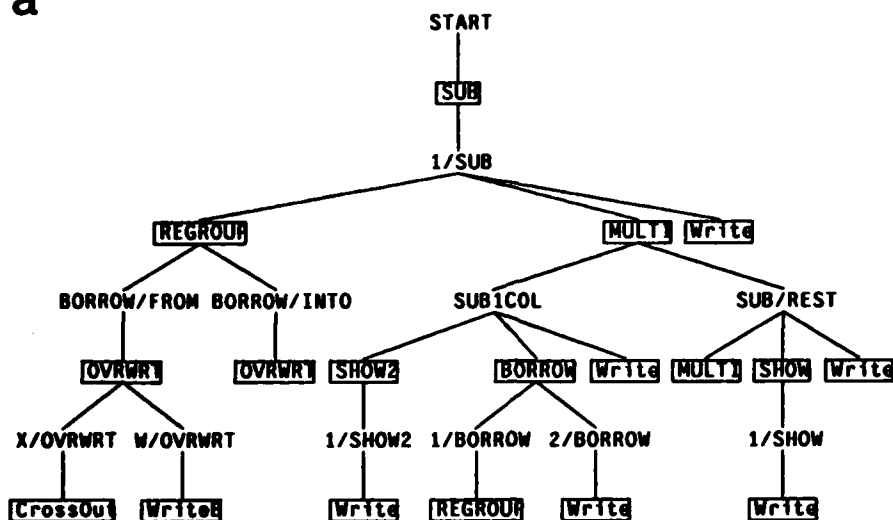 a
START
SUB
1/SUB
REGROUP MULTI Write
BORROW/FROM BORROW/INTO SUB1COL SUB/REST
OVRWRT OVRWRT SHOW2 BORROW Write MULTI SHOW Write
X/OVRWRT W/OVRWRT 1/SHOW2 1/BORROW 2/BORROW 1/SHOW
CrossOut Write REGROUP Write Write